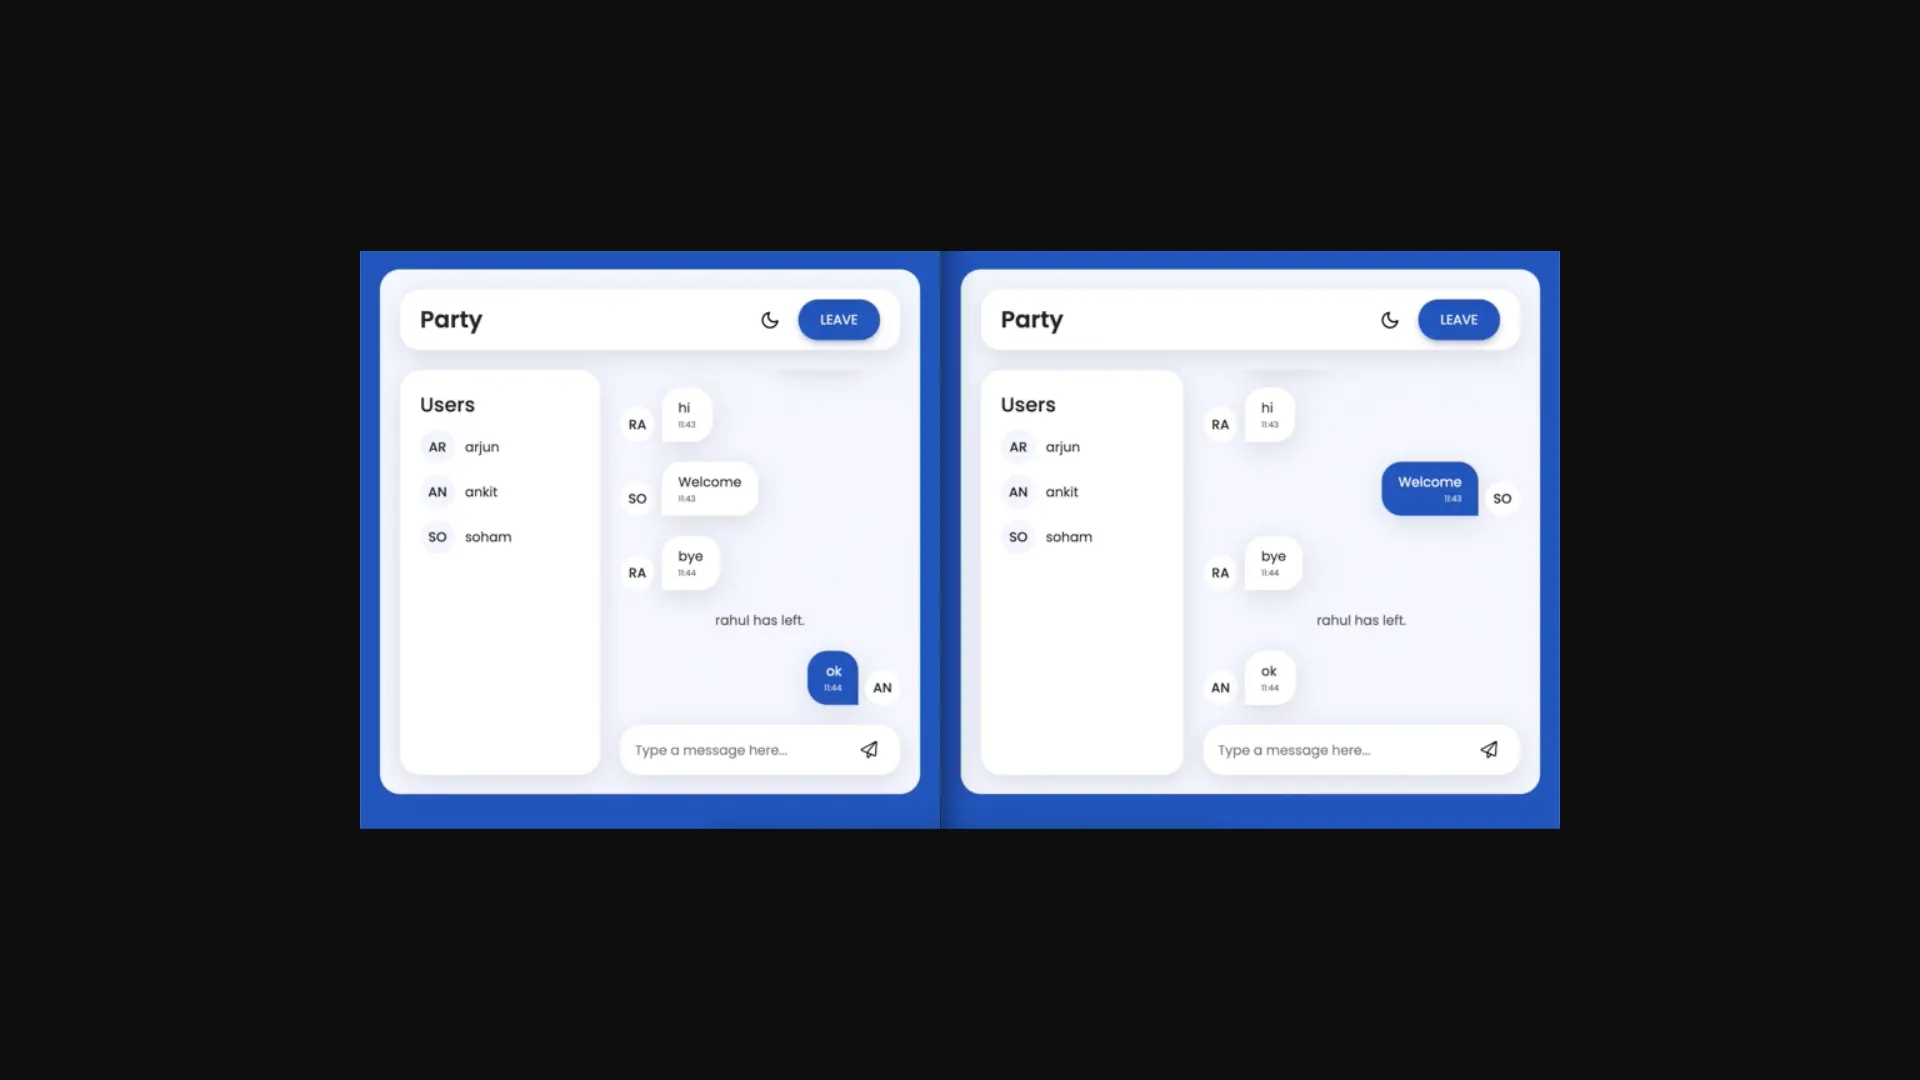 Party
LEAVE
Users
AR arjun
AN ankit
SO soham
hi
11:43
RA
Welcome
11:43
SO
bye
11:44
RA
rahul has left.
ok
11:44
AN
Type a message here...
Party
LEAVE
Users
AR arjun
AN ankit
SO soham
hi
11:43
RA
Welcome
11:43
SO
bye
11:44
RA
rahul has left.
ok
11:44
AN
Type a message here...